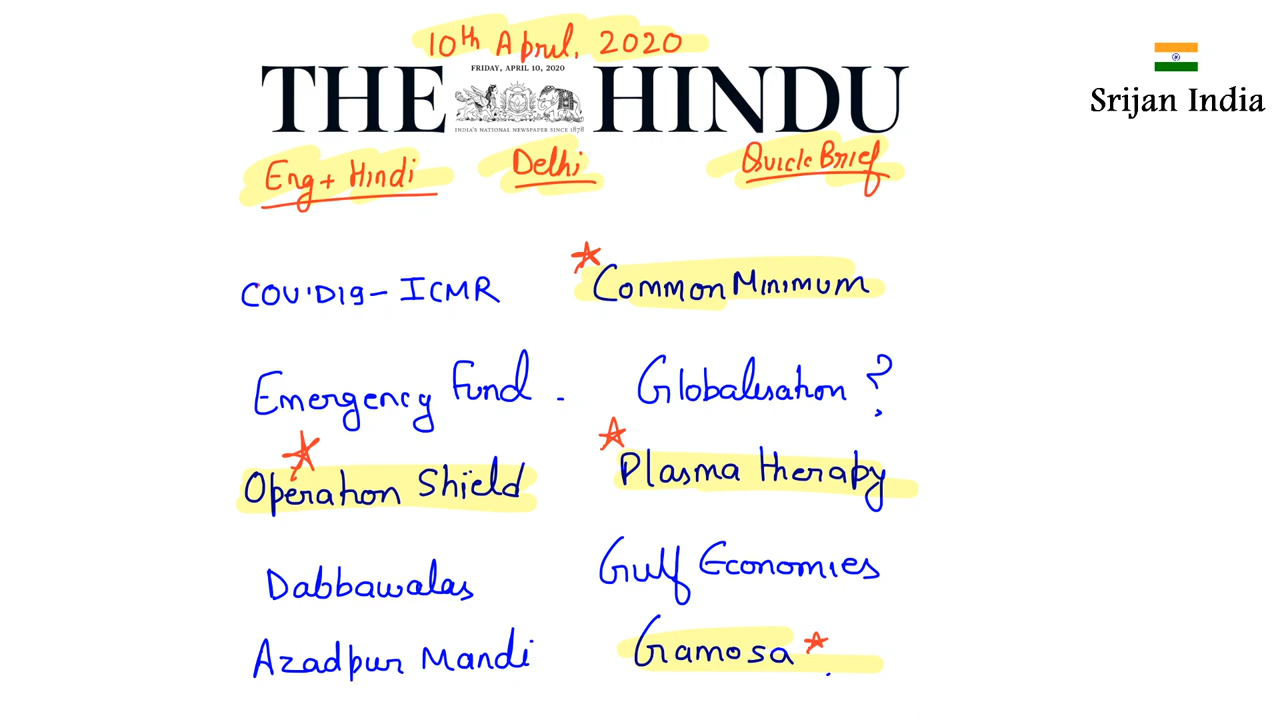 10th April, 2020
FRIDAY, APRIL 10, 2020
THE HINDU
INDIA'S NATIONAL NEWSPAPER SINCE 1878
Srijan India
Eng + Hindi Delhi Quick Brief
COVID19 - ICMR Common Minimum
Emergency Fund. Globalisation?
Operation Shield Plasma therapy
Dabbawalas Gulf Economies
Azadpur Mandi Gamosa